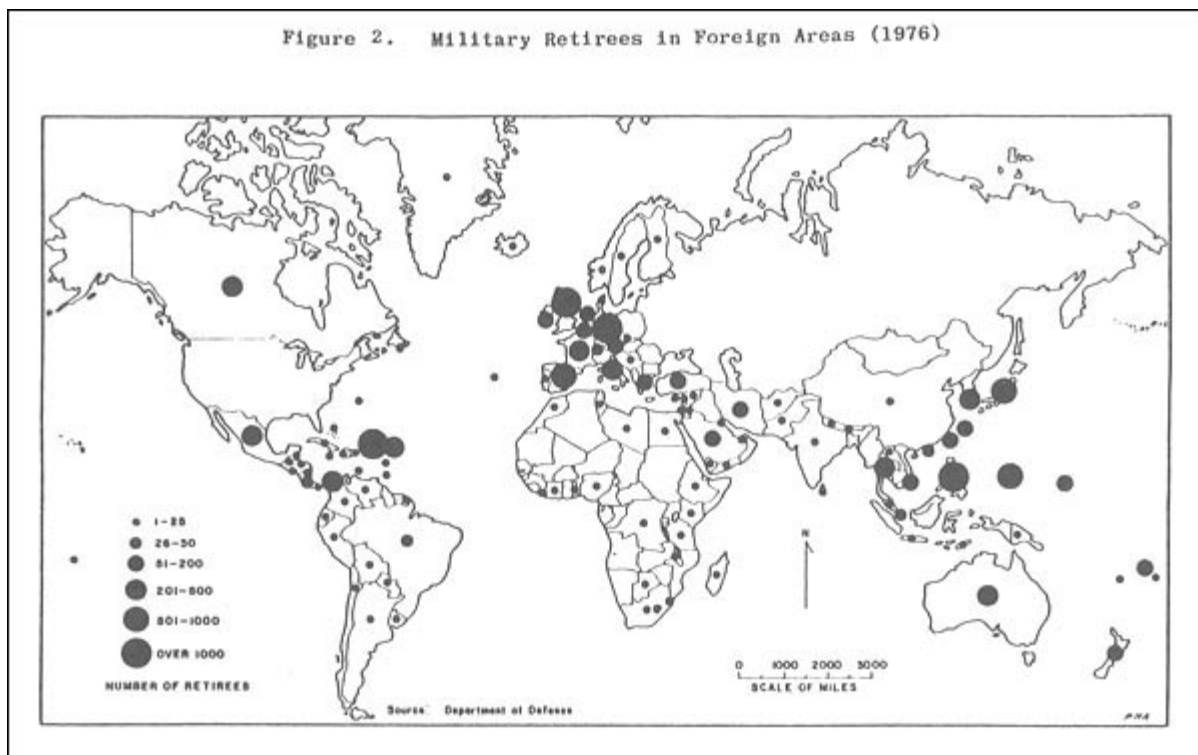 Figure 2. Military Retirees in Foreign Areas (1976)
N
1-25
26-50
51-200
201-500
501-1000
OVER 1000
NUMBER OF RETIREES
0 1000 2000 3000
SCALE OF MILES
Source: Department of Defense